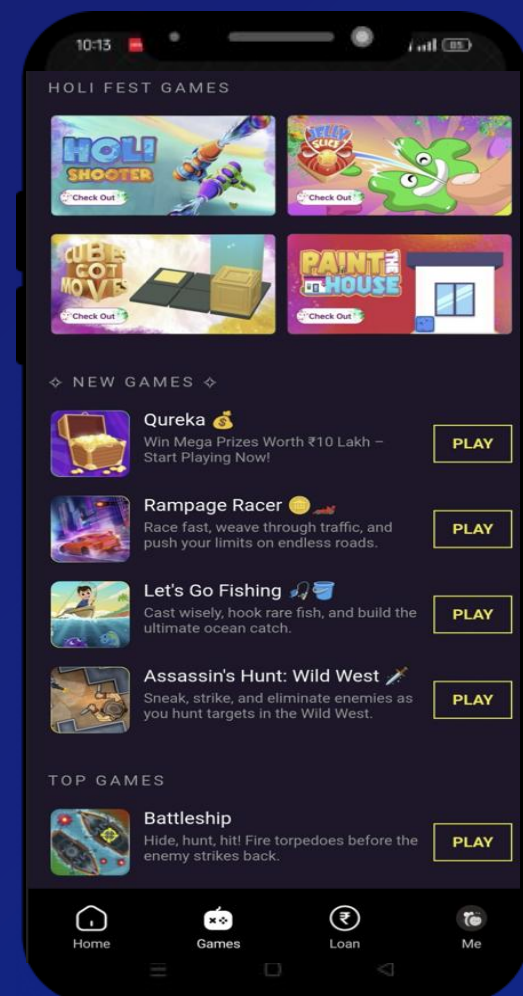 10:13
85
HOLI FEST GAMES
HOLI
SHOOTER
Check Out
JELLY
SLICE
Check Out
CUBES
GOT
MOVES
Check Out
PAINT THE
HOUSE
Check Out
✧ NEW GAMES ✧
Qureka 💰
Win Mega Prizes Worth ₹10 Lakh –
Start Playing Now!
PLAY
Rampage Racer 🪙🏎️
Race fast, weave through traffic, and
push your limits on endless roads.
PLAY
Let's Go Fishing 🎣🪣
Cast wisely, hook rare fish, and build the
ultimate ocean catch.
PLAY
Assassin's Hunt: Wild West 🗡️
Sneak, strike, and eliminate enemies as
you hunt targets in the Wild West.
PLAY
TOP GAMES
Battleship
Hide, hunt, hit! Fire torpedoes before the
enemy strikes back.
PLAY
Home
Games
Loan
Me